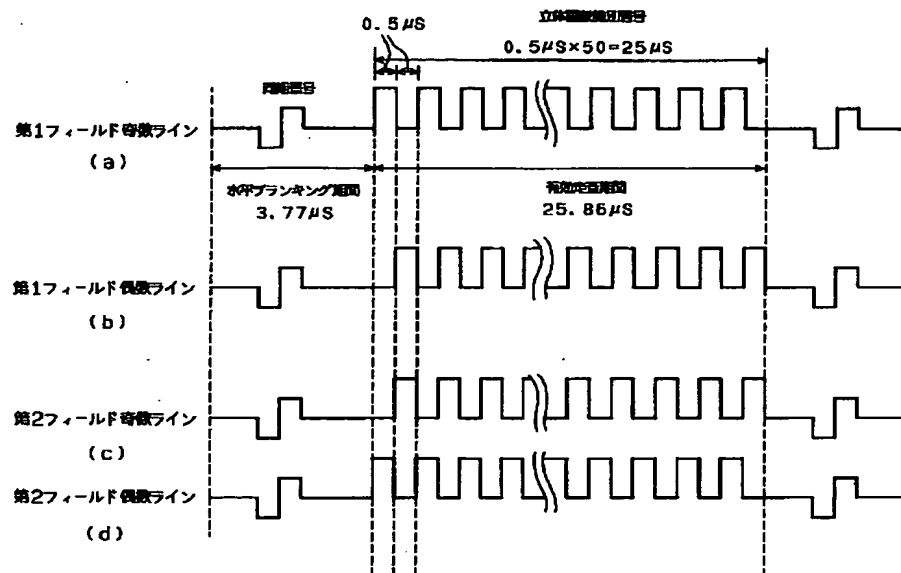 0.5μS
立体画像識別信号
0.5μS×50=25μS
同期信号
第1フィールド奇数ライン
(a)
水平ブランキング期間
3.77μS
有効走査期間
25.86μS
第1フィールド偶数ライン
(b)
第2フィールド奇数ライン
(c)
第2フィールド偶数ライン
(d)